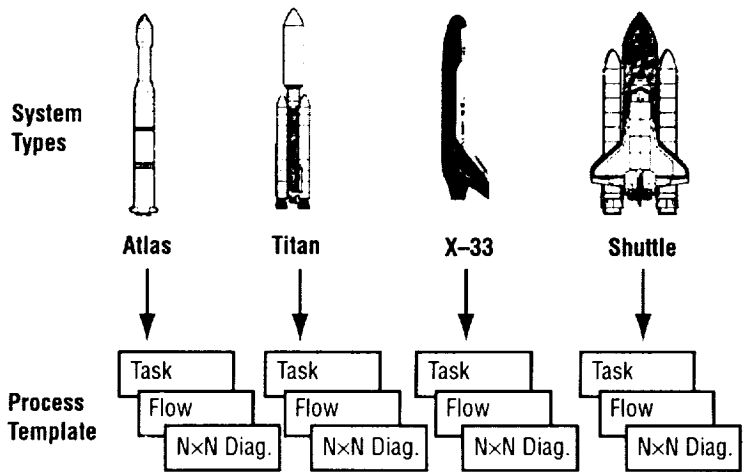 System
Types
Atlas
Titan
X–33
Shuttle
Process
Template
Task
Flow
N×N Diag.
Task
Flow
N×N Diag.
Task
Flow
N×N Diag.
Task
Flow
N×N Diag.